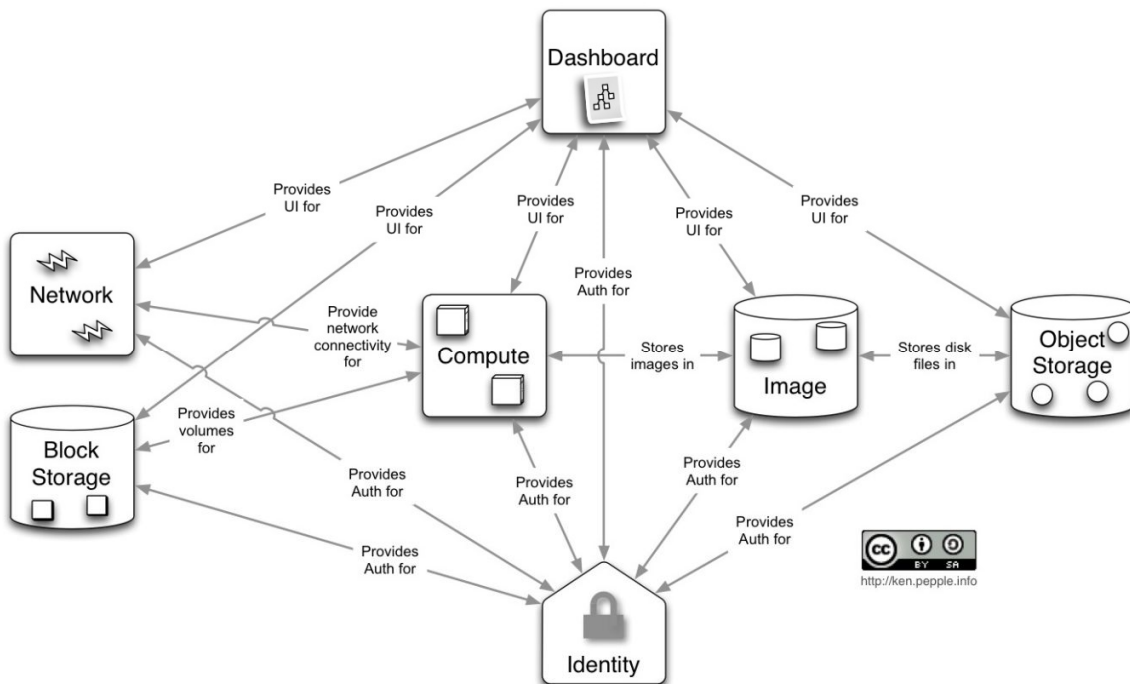 Dashboard
Provides
UI for
Provides
UI for
Provides
UI for
Provides
UI for
Provides
UI for
Provides
Auth for
Network
Provide
network
connectivity
for
Compute
Stores
images in
Image
Stores disk
files in
Object
Storage
Block
Storage
Provides
volumes
for
Provides
Auth for
Provides
Auth for
Provides
Auth for
Provides
Auth for
Provides
Auth for
Identity
cc
BY SA
http://ken.pepple.info